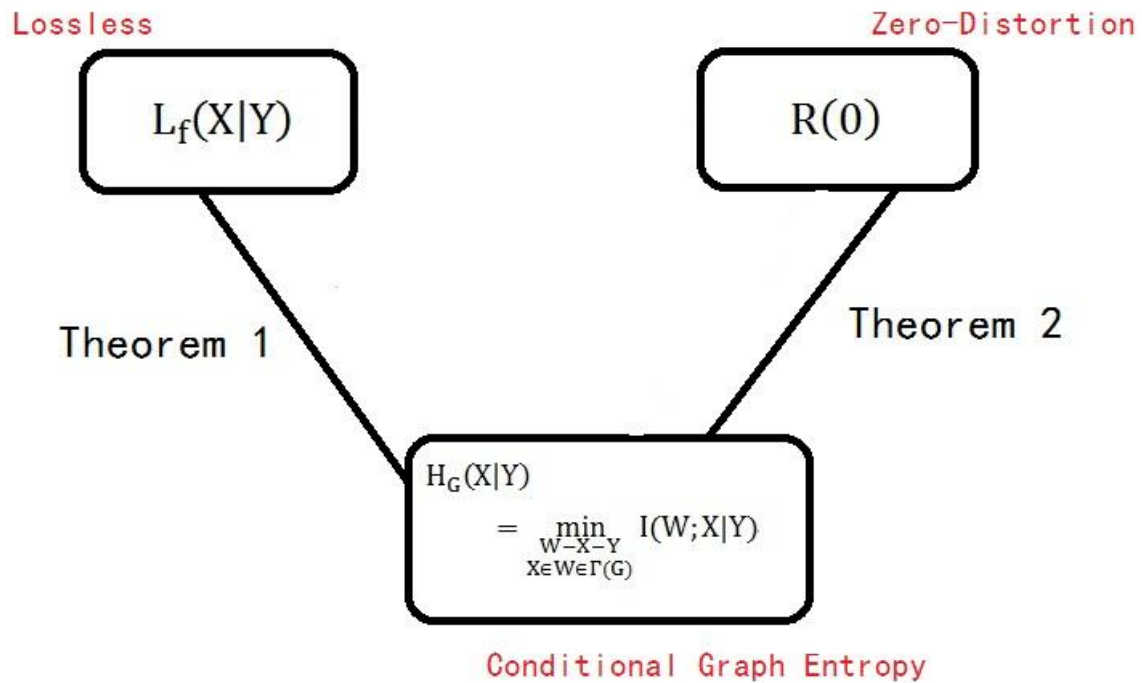 Lossless
Zero-Distortion
L_f(X|Y)
R(0)
Theorem 1
Theorem 2
H_G(X|Y)
= min I(W;X|Y)
W−X−Y
X∈W∈Γ(G)
Conditional Graph Entropy